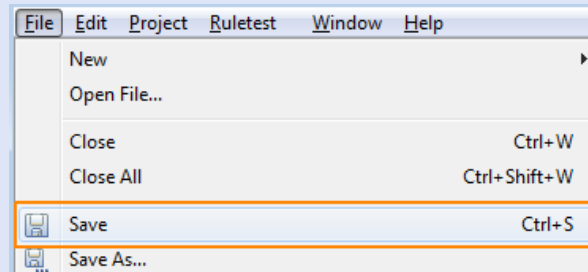 File Edit Project Ruletest Window Help
New
Open File...
Close Ctrl+W
Close All Ctrl+Shift+W
Save Ctrl+S
Save As...